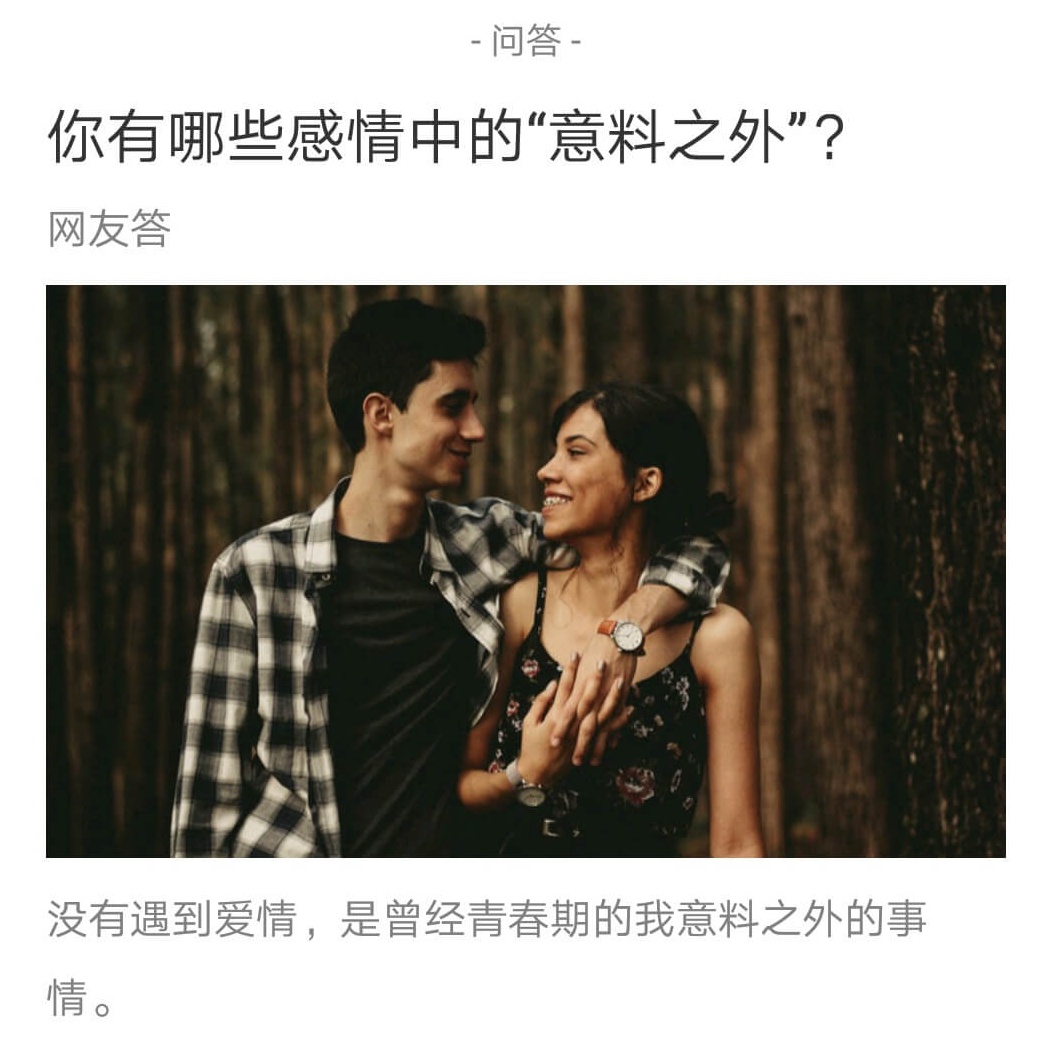 - 问答 -
你有哪些感情中的“意料之外”？
网友答
没有遇到爱情，是曾经青春期的我意料之外的事
情。